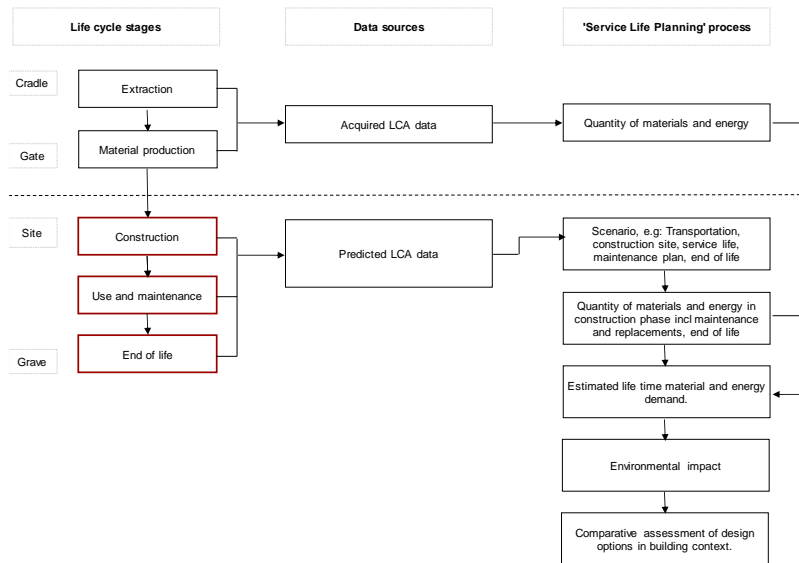 Life cycle stages
Data sources
'Service Life Planning' process
Cradle
Extraction
Acquired LCA data
Quantity of materials and energy
Gate
Material production
Site
Construction
Predicted LCA data
Scenario, e.g: Transportation,
construction site, service life,
maintenance plan, end of life
Use and maintenance
Quantity of materials and energy in
construction phase incl maintenance
and replacements, end of life
Grave
End of life
Estimated life time material and energy
demand.
Environmental impact
Comparative assessment of design
options in building context.